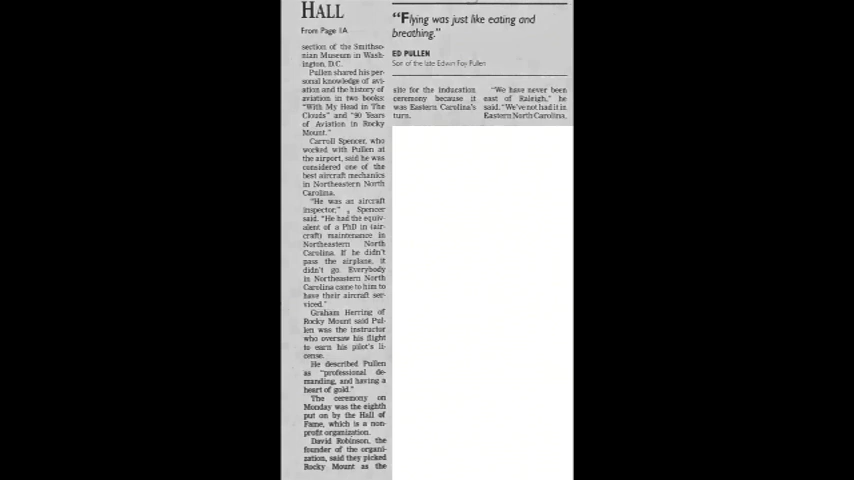 HALL
From Page 1A
section of the Smithso-
nian Museum in Wash-
ington, D.C.
Pullen shared his per-
sonal knowledge of avi-
ation and the history of
aviation in two books:
"With My Head in The
Clouds" and "90 Years
of Aviation in Rocky
Mount."
Carroll Spencer, who
worked with Pullen at
the airport, said he was
considered one of the
best aircraft mechanics
in Northeastern North
Carolina.
"He was an aircraft
inspector," Spencer
said. "He had the equiv-
alent of a PhD in (air-
craft) maintenance in
Northeastern North
Carolina. If he didn't
pass the airplane, it
didn't go. Everybody
in Northeastern North
Carolina came to him to
have their aircraft ser-
viced."
Graham Herring of
Rocky Mount said Pul-
len was the instructor
who oversaw his flight
to earn his pilot's li-
cense.
He described Pullen
as "professional de-
manding, and having a
heart of gold."
The ceremony on
Monday was the eighth
put on by the Hall of
Fame, which is a non-
profit organization.
David Robinson, the
founder of the organi-
zation, said they picked
Rocky Mount as the
"Flying was just like eating and
breathing."
ED PULLEN
Son of the late Edwin Foy Pullen
site for the induction
ceremony because it
was Eastern Carolina's
turn.
"We have never been
east of Raleigh," he
said. "We've not had it in
Eastern North Carolina.